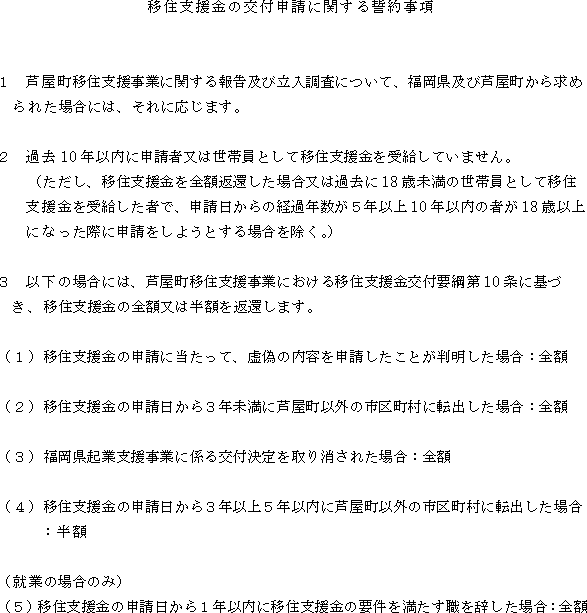 移住支援金の交付申請に関する誓約事項
１　芦屋町移住支援事業に関する報告及び立入調査について、福岡県及び芦屋町から求め
られた場合には、それに応じます。
２　過去10年以内に申請者又は世帯員として移住支援金を受給していません。
（ただし、移住支援金を全額返還した場合又は過去に18歳未満の世帯員として移住
支援金を受給した者で、申請日からの経過年数が５年以上10年以内の者が18歳以上
になった際に申請をしようとする場合を除く。）
３　以下の場合には、芦屋町移住支援事業における移住支援金交付要綱第10条に基づ
き、移住支援金の全額又は半額を返還します。
（１）移住支援金の申請に当たって、虚偽の内容を申請したことが判明した場合：全額
（２）移住支援金の申請日から３年未満に芦屋町以外の市区町村に転出した場合：全額
（３）福岡県起業支援事業に係る交付決定を取り消された場合：全額
（４）移住支援金の申請日から３年以上５年以内に芦屋町以外の市区町村に転出した場合
：半額
（就業の場合のみ）
（５）移住支援金の申請日から１年以内に移住支援金の要件を満たす職を辞した場合：全額